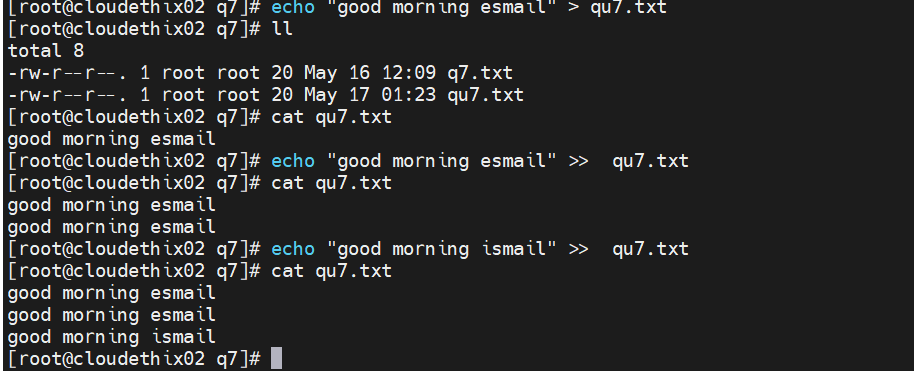 [root@cloudethix02 q7]# echo "good morning esmail" > qu7.txt
[root@cloudethix02 q7]# ll
total 8
-rw-r--r--. 1 root root 20 May 16 12:09 q7.txt
-rw-r--r--. 1 root root 20 May 17 01:23 qu7.txt
[root@cloudethix02 q7]# cat qu7.txt
good morning esmail
[root@cloudethix02 q7]# echo "good morning esmail" >>  qu7.txt
[root@cloudethix02 q7]# cat qu7.txt
good morning esmail
good morning esmail
[root@cloudethix02 q7]# echo "good morning ismail" >>  qu7.txt
[root@cloudethix02 q7]# cat qu7.txt
good morning esmail
good morning esmail
good morning ismail
[root@cloudethix02 q7]#